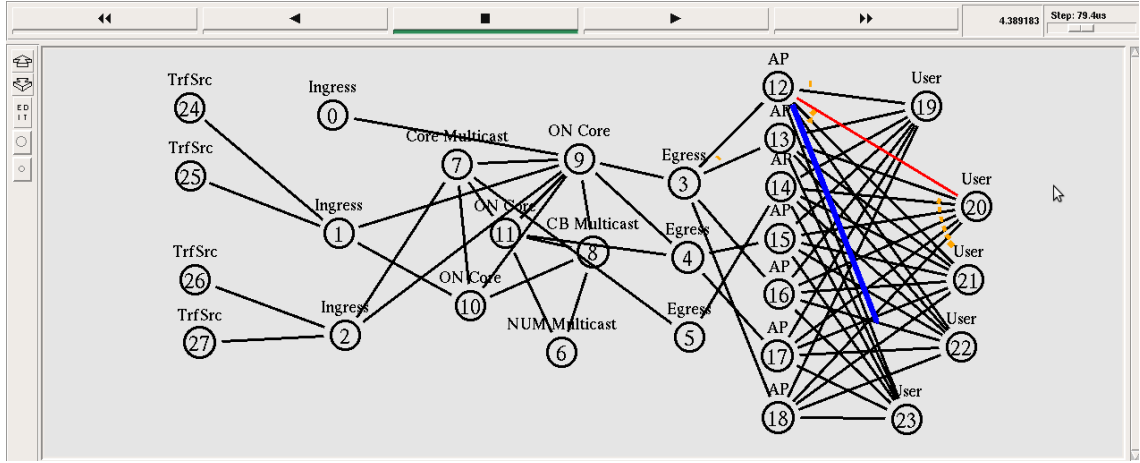 4.389183
Step: 79.4us
E D
I T
TrfSrc
24
TrfSrc
25
TrfSrc
26
TrfSrc
27
Ingress
0
Ingress
1
Ingress
2
Core Multicast
7
ON Core
9
ON Core
11
CB Multicast
8
ON Core
10
NUM Multicast
6
Egress
3
Egress
4
Egress
5
AP
12
AP
13
AP
14
AP
15
AP
16
AP
17
AP
18
User
19
User
20
User
21
User
22
User
23